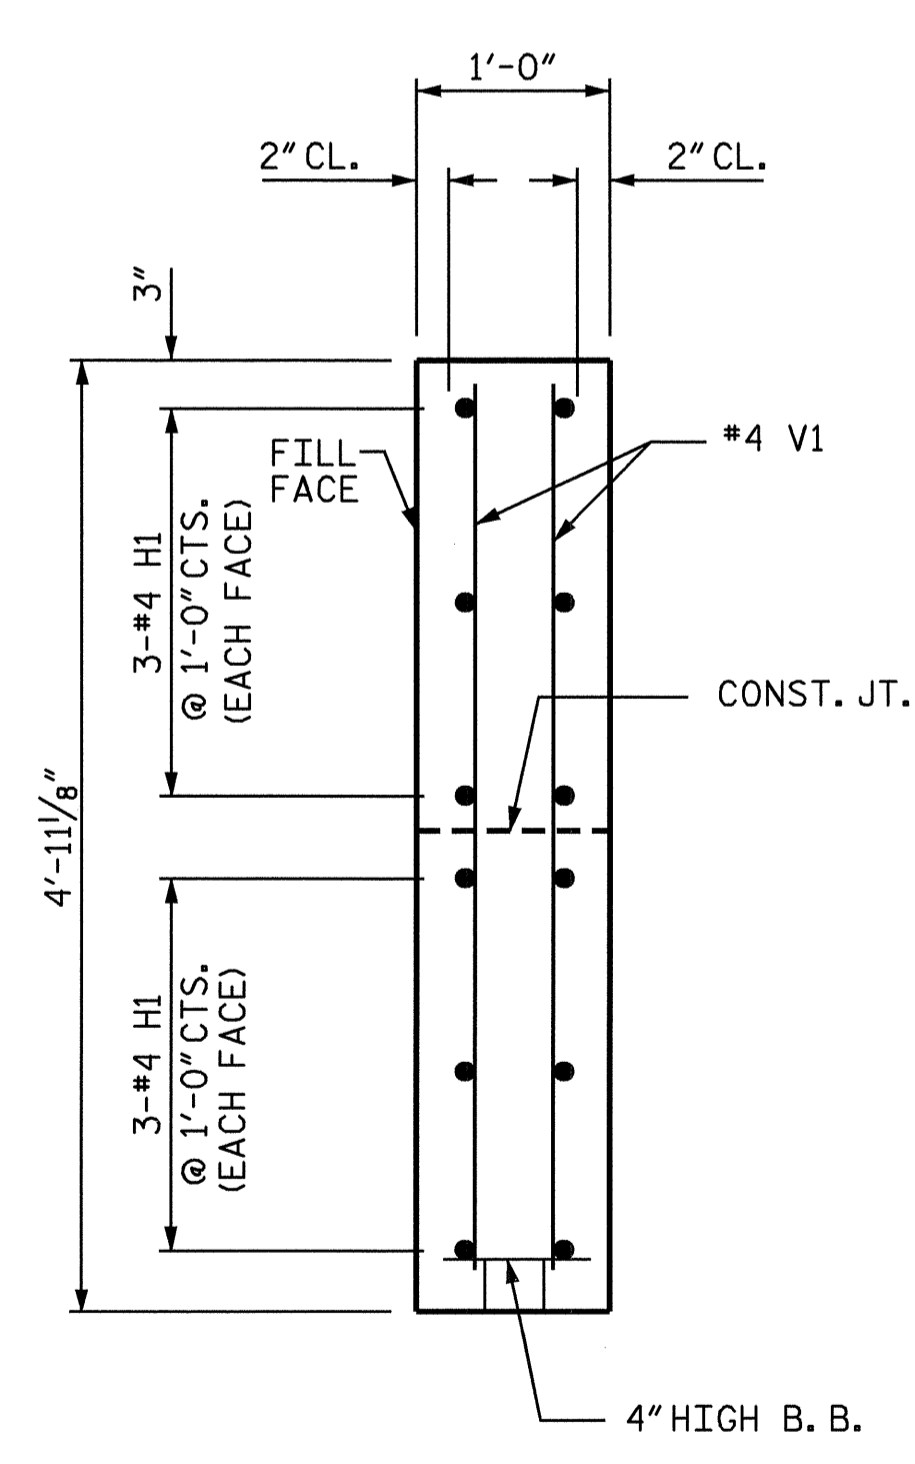 1'-0"
2" CL.
2" CL.
3"
FILL
FACE
#4 V1
3-#4 H1
@ 1'-0" CTS.
(EACH FACE)
CONST. JT.
4'-11 1/8"
3-#4 H1
@ 1'-0" CTS.
(EACH FACE)
4" HIGH B. B.